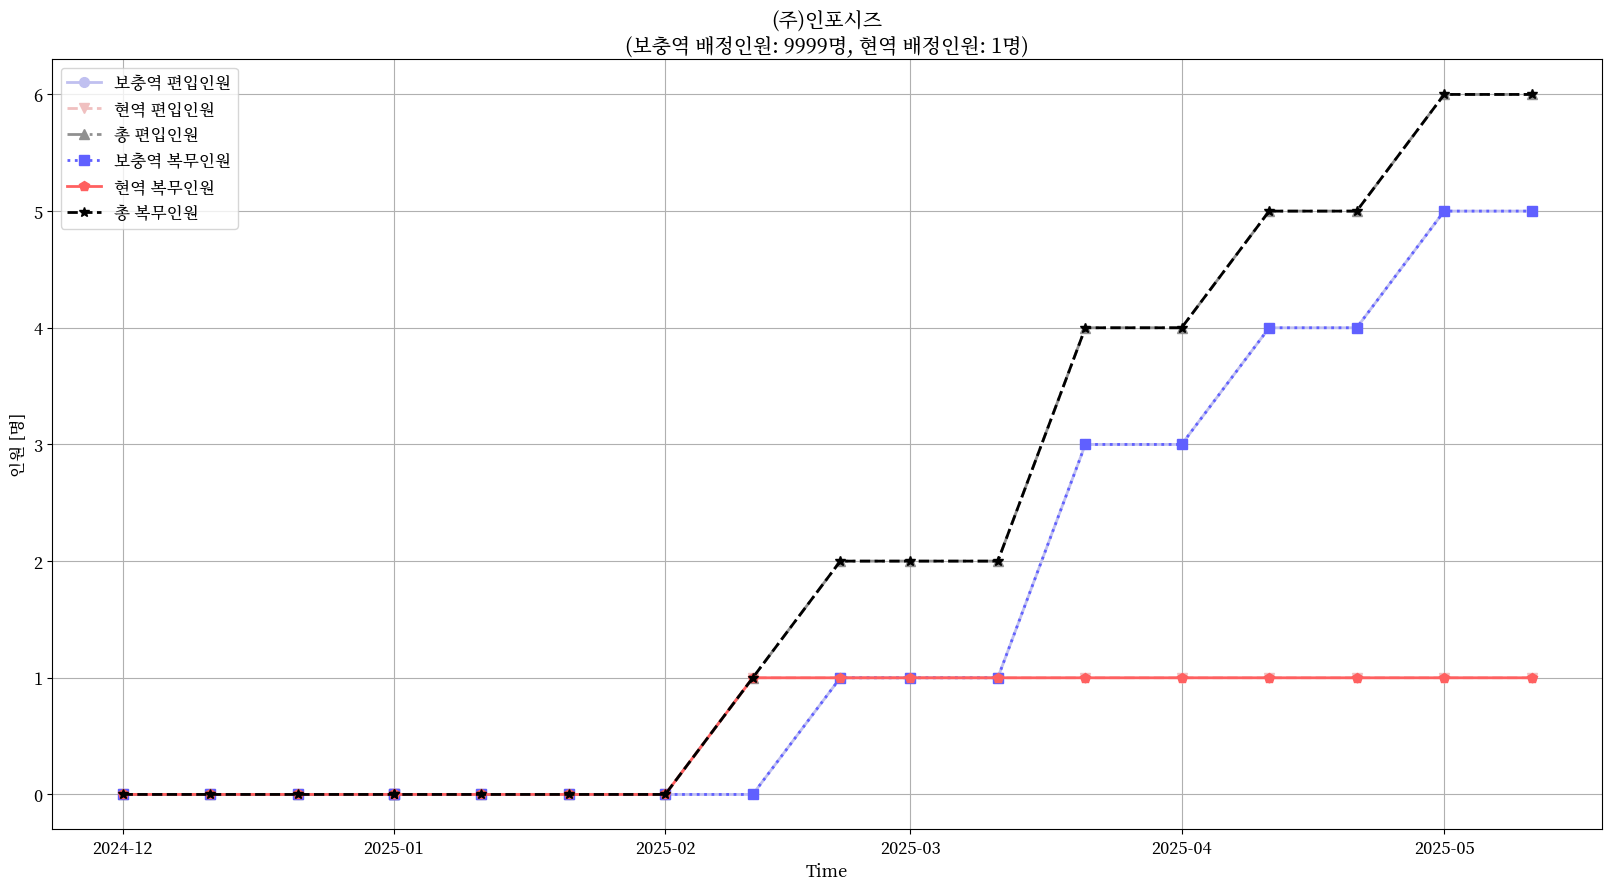 (주)인포시즈
(보충역 배정인원: 9999명, 현역 배정인원: 1명)
보충역 편입인원
현역 편입인원
총 편입인원
보충역 복무인원
현역 복무인원
총 복무인원
인원 [명]
6
5
4
3
2
1
0
2024-12
2025-01
2025-02
2025-03
2025-04
2025-05
Time